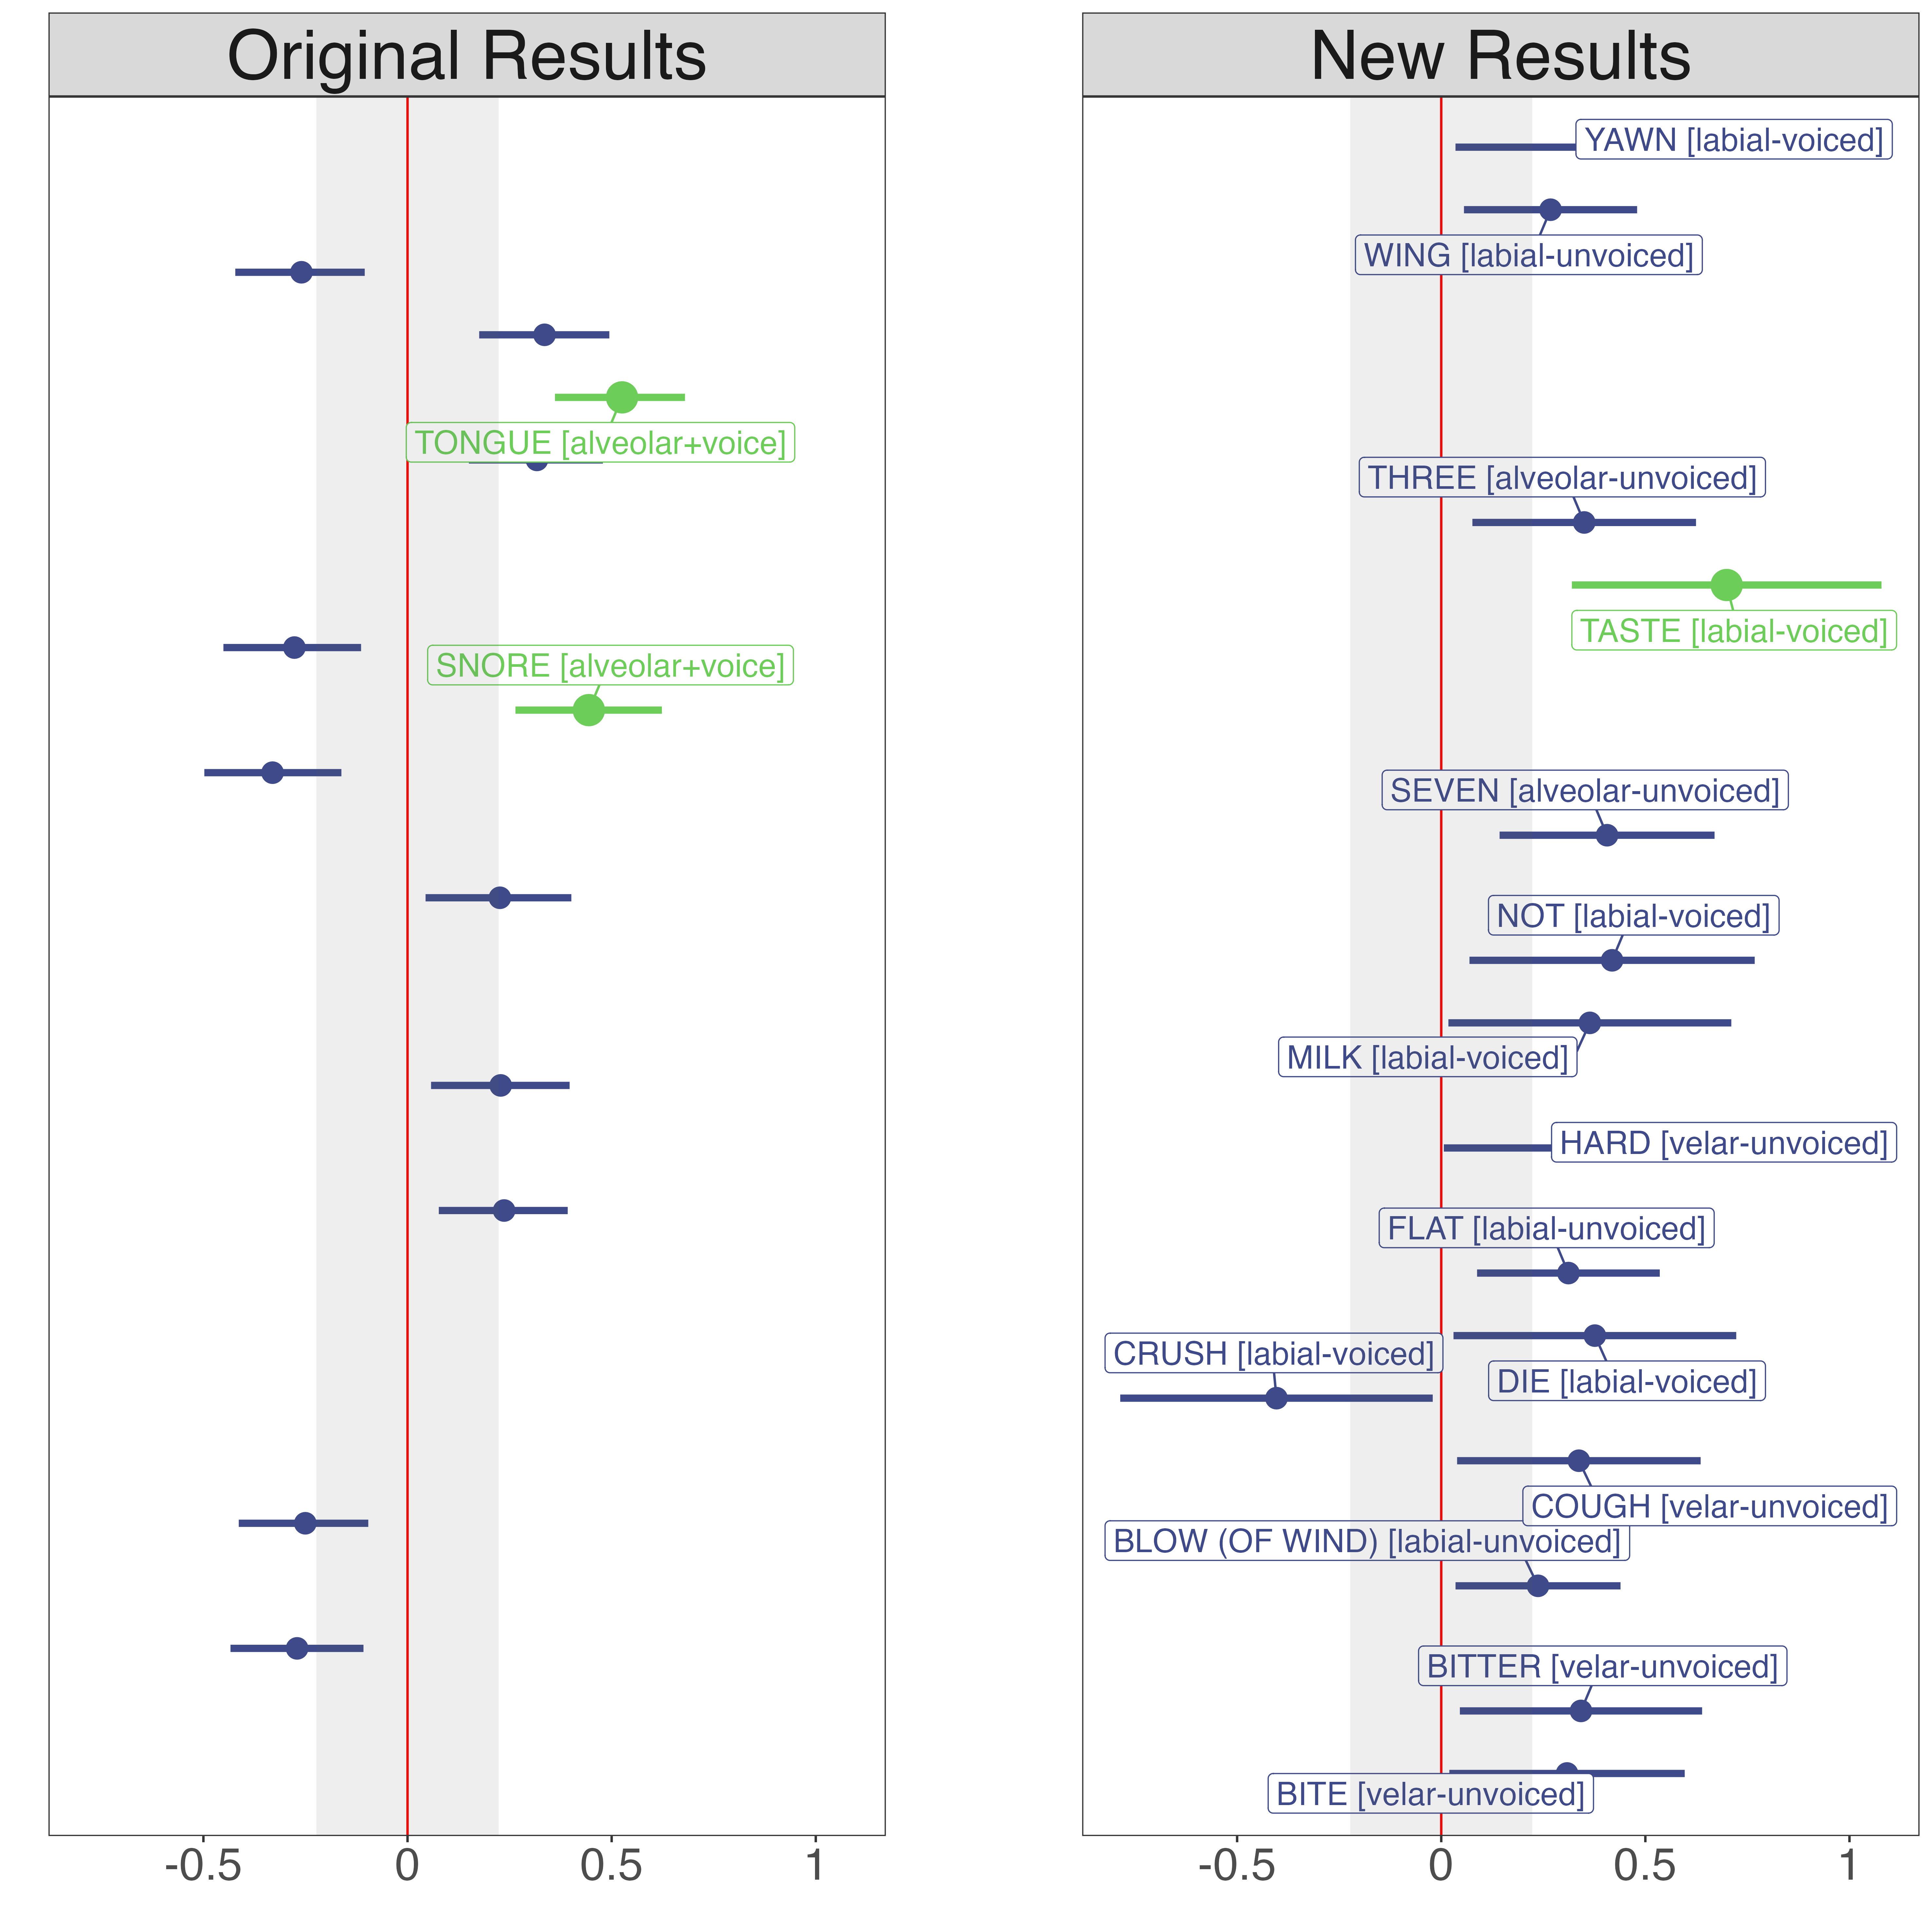 Original Results
TONGUE [alveolar+voice]
SNORE [alveolar+voice]
-0.5
0
0.5
1
New Results
YAWN [labial-voiced]
WING [labial-unvoiced]
THREE [alveolar-unvoiced]
TASTE [labial-voiced]
SEVEN [alveolar-unvoiced]
NOT [labial-voiced]
MILK [labial-voiced]
HARD [velar-unvoiced]
FLAT [labial-unvoiced]
CRUSH [labial-voiced]
DIE [labial-voiced]
COUGH [velar-unvoiced]
BLOW (OF WIND) [labial-unvoiced]
BITTER [velar-unvoiced]
BITE [velar-unvoiced]
-0.5
0
0.5
1